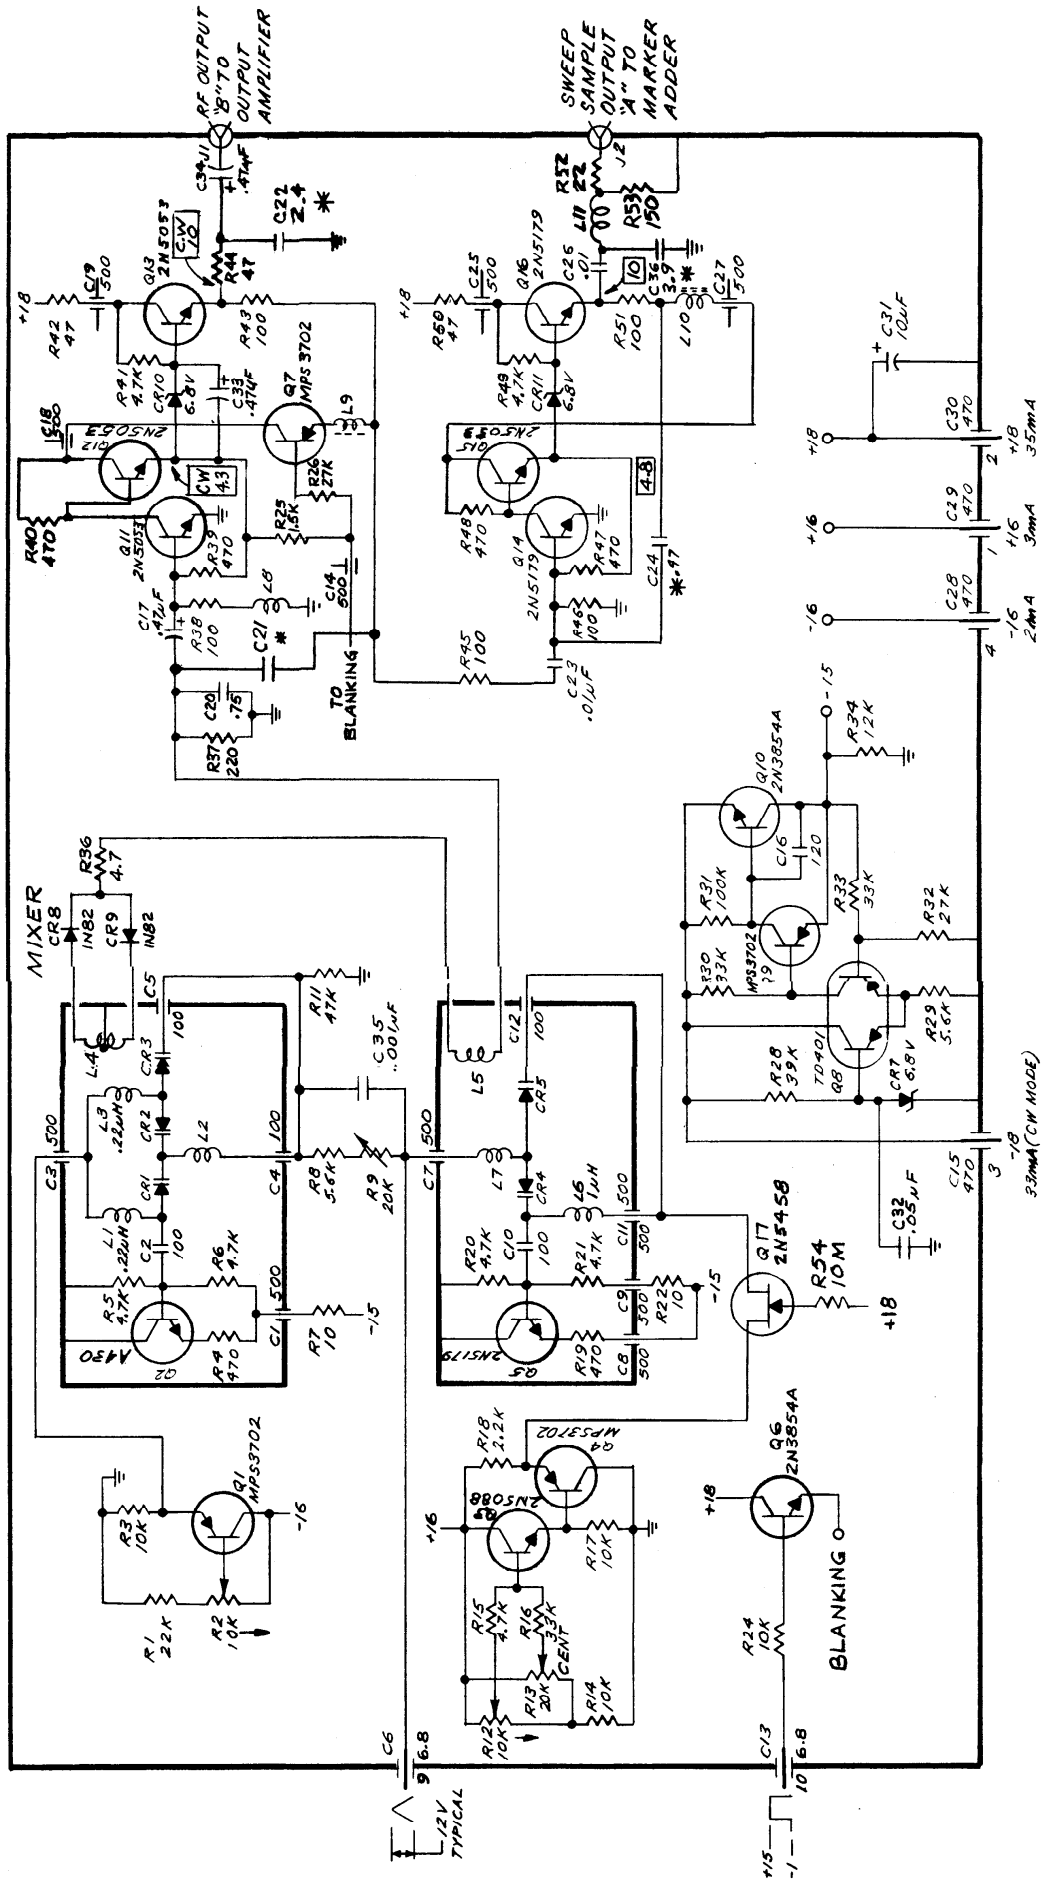 RF OUTPUT
"B" TO
OUTPUT
AMPLIFIER
J1
C34
.47µF
C22
2.4
*
Q13
2N5053
CW
10
R44
47
R43
100
+18
R42
47
C19
500
R41
4.7K
CR10
6.8V
C33
.47µF
Q7
MPS3702
L9
C18
500
2N5053
Q12
CW
4.3
R26
27K
R25
1.5K
R40
470
Q11
2N5053
R39
470
C14
500
C17
.47µF
R38
100
L8
C21
*
C20
.75
R37
220
TO
BLANKING
SWEEP
SAMPLE
OUTPUT
"A" TO
MARKER
ADDER
J2
R52
22
R53
150
L11
C26
.01
10
C36
3.9
*
Q16
2N5179
R51
100
L10
C27
500
+18
R50
47
C25
500
R49
4.7K
CR11
6.8V
2N5053
Q15
4.8
R48
470
Q14
2N5179
R47
470
C24
*.47
R46
100
R45
100
C23
.01µF
MIXER
CR8
1N82
CR9
1N82
R36
4.7
C5
100
L4
CR3
L3
.22µH
CR2
L2
CR1
L1
.22µH
C2
100
C3
500
C4
100
R11
47K
C35
.001µF
R8
5.6K
R9
20K
R5
4.7K
R6
4.7K
A430
Q2
R4
470
C1
500
R7
10
-15
L5
C12
100
CR5
L7
C7
500
CR4
L6
1µH
C11
500
500
R20
4.7K
C10
100
R21
4.7K
C9
500
R22
10
-15
2N5179
Q5
R19
470
C8
500
Q17
2N5458
R54
10M
+18
R3
10K
Q1
MPS3702
-16
R1
22K
R2
10K
+16
R18
2.2K
Q4
MPS3702
Q3
2N5088
R17
10K
R15
4.7K
R16
33K
CENT
R13
20K
R12
10K
R14
10K
Q6
2N3854A
+18
R24
10K
BLANKING
C6
6.8
9
12V
TYPICAL
C13
6.8
10
+15
-1
+18
C31
10µF
C30
470
2
+18
35mA
+16
C29
470
1
+16
3mA
-16
C28
470
4
-16
21mA
-15
R34
12K
Q10
2N3854A
C16
120
R31
100K
R33
33K
R32
27K
R30
33K
MPS3702
Q9
TD401
Q8
R29
5.6K
R28
39K
CR7
6.8V
C32
.05µF
C15
470
3
-18
33mA (CW MODE)